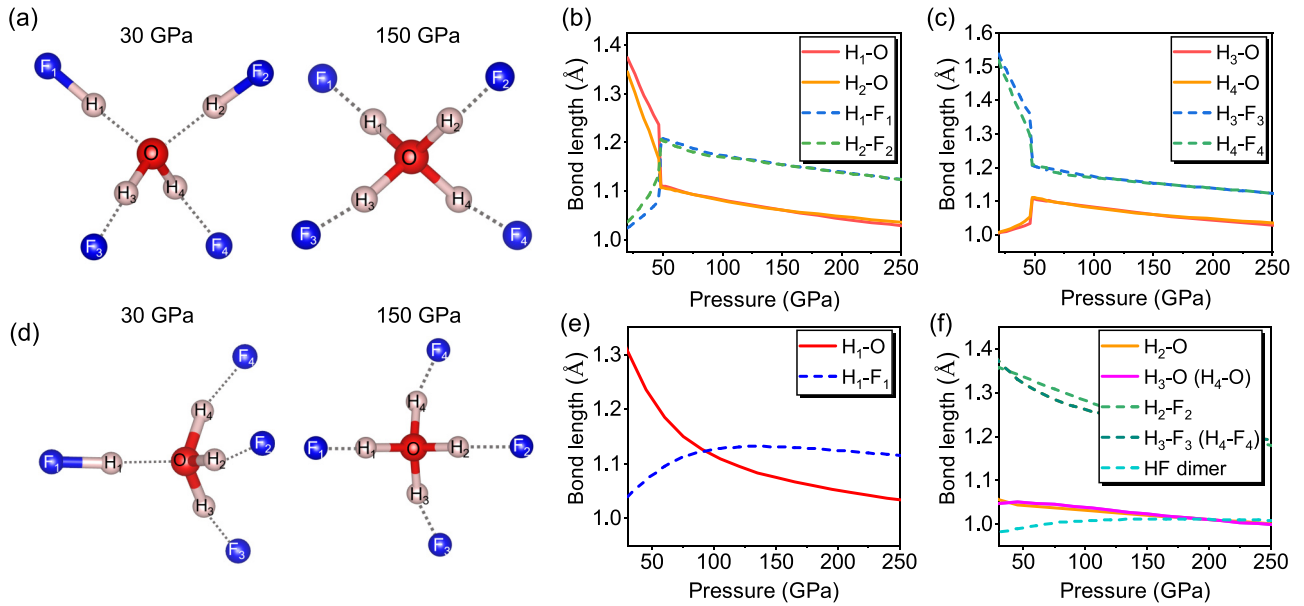 (a)
30 GPa
150 GPa
F₁
F₂
H₁
H₂
O
H₃
H₄
F₃
F₄
F₁
F₂
H₁
H₂
O
H₃
H₄
F₃
F₄
(b)
Bond length (Å)
1.4
1.3
1.2
1.1
1.0
H₁-O
H₂-O
H₁-F₁
H₂-F₂
50 100 150 200 250
Pressure (GPa)
(c)
Bond length (Å)
1.6
1.5
1.4
1.3
1.2
1.1
1.0
H₃-O
H₄-O
H₃-F₃
H₄-F₄
50 100 150 200 250
Pressure (GPa)
(d)
30 GPa
150 GPa
F₄
H₄
F₁
H₁
O
H₂
F₂
H₃
F₃
F₄
H₄
F₁
H₁
O
H₂
F₂
H₃
F₃
(e)
Bond length (Å)
1.3
1.2
1.1
1.0
H₁-O
H₁-F₁
50 100 150 200 250
Pressure (GPa)
(f)
Bond length (Å)
1.4
1.3
1.2
1.1
1.0
H₂-O
H₃-O (H₄-O)
H₂-F₂
H₃-F₃ (H₄-F₄)
HF dimer
50 100 150 200 250
Pressure (GPa)